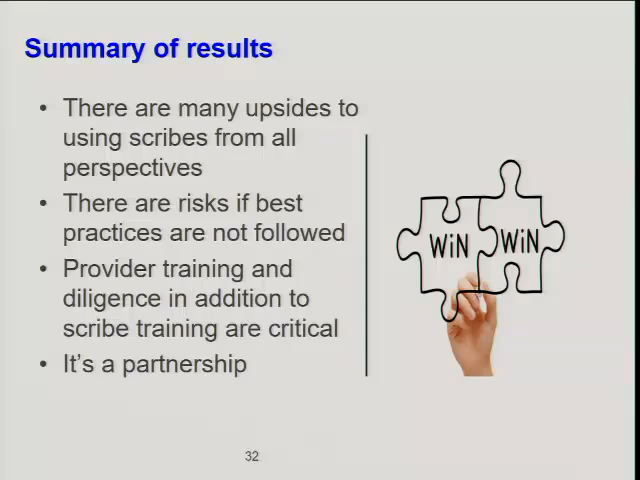 Summary of results
• There are many upsides to
using scribes from all
perspectives
• There are risks if best
practices are not followed
• Provider training and
diligence in addition to
scribe training are critical
• It's a partnership
WiN WiN
32